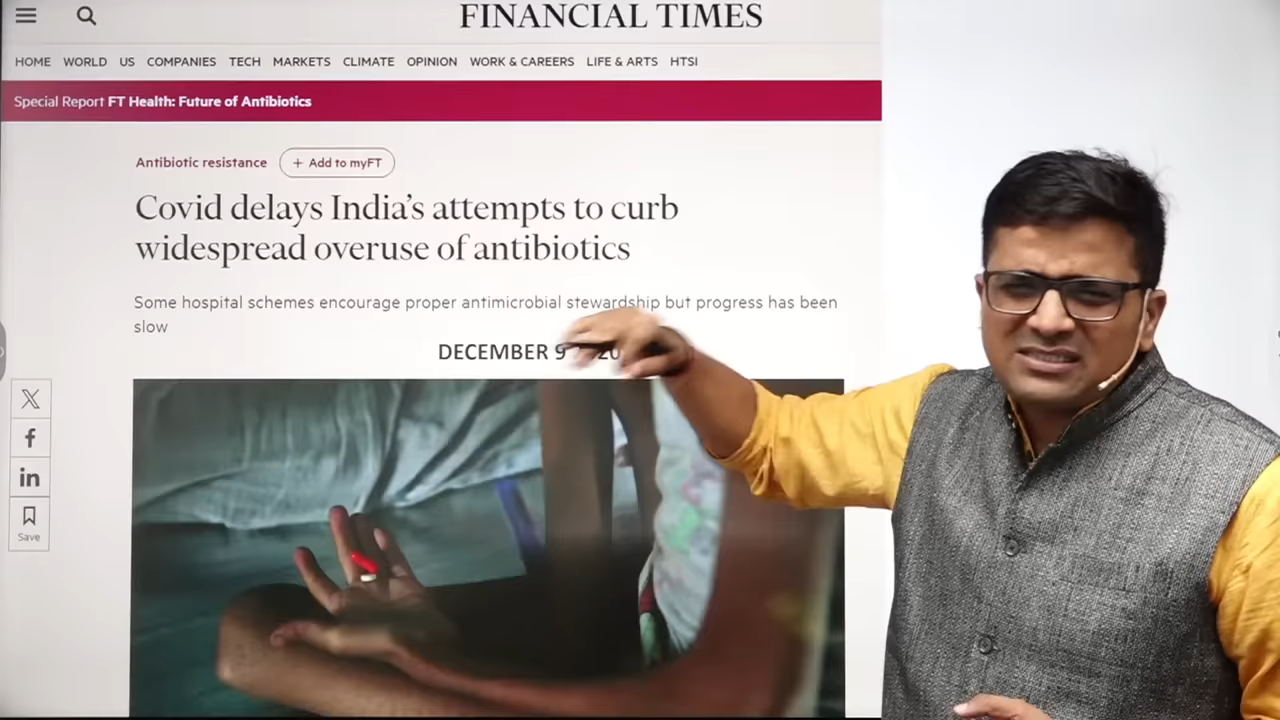 FINANCIAL TIMES
HOME WORLD US COMPANIES TECH MARKETS CLIMATE OPINION WORK & CAREERS LIFE & ARTS HTSI
Special Report FT Health: Future of Antibiotics
Antibiotic resistance + Add to myFT
Covid delays India's attempts to curb
widespread overuse of antibiotics
Some hospital schemes encourage proper antimicrobial stewardship but progress has been
slow
DECEMBER 9
X
f
in
Save